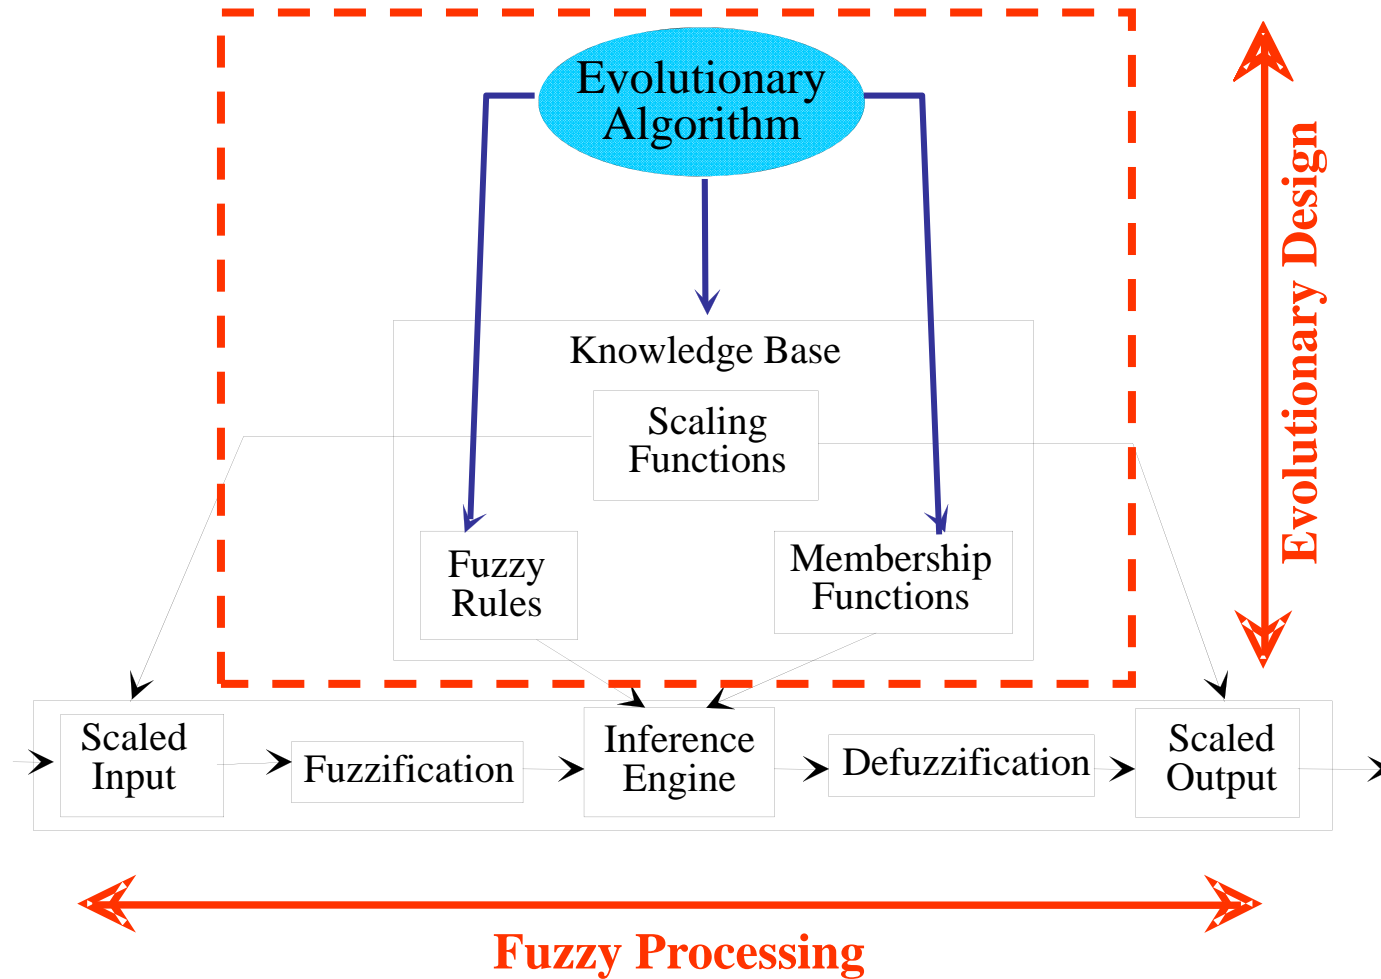 Evolutionary
Algorithm
Evolutionary Design
Knowledge Base
Scaling
Functions
Fuzzy
Rules
Membership
Functions
Scaled
Input
Fuzzification
Inference
Engine
Defuzzification
Scaled
Output
Fuzzy Processing